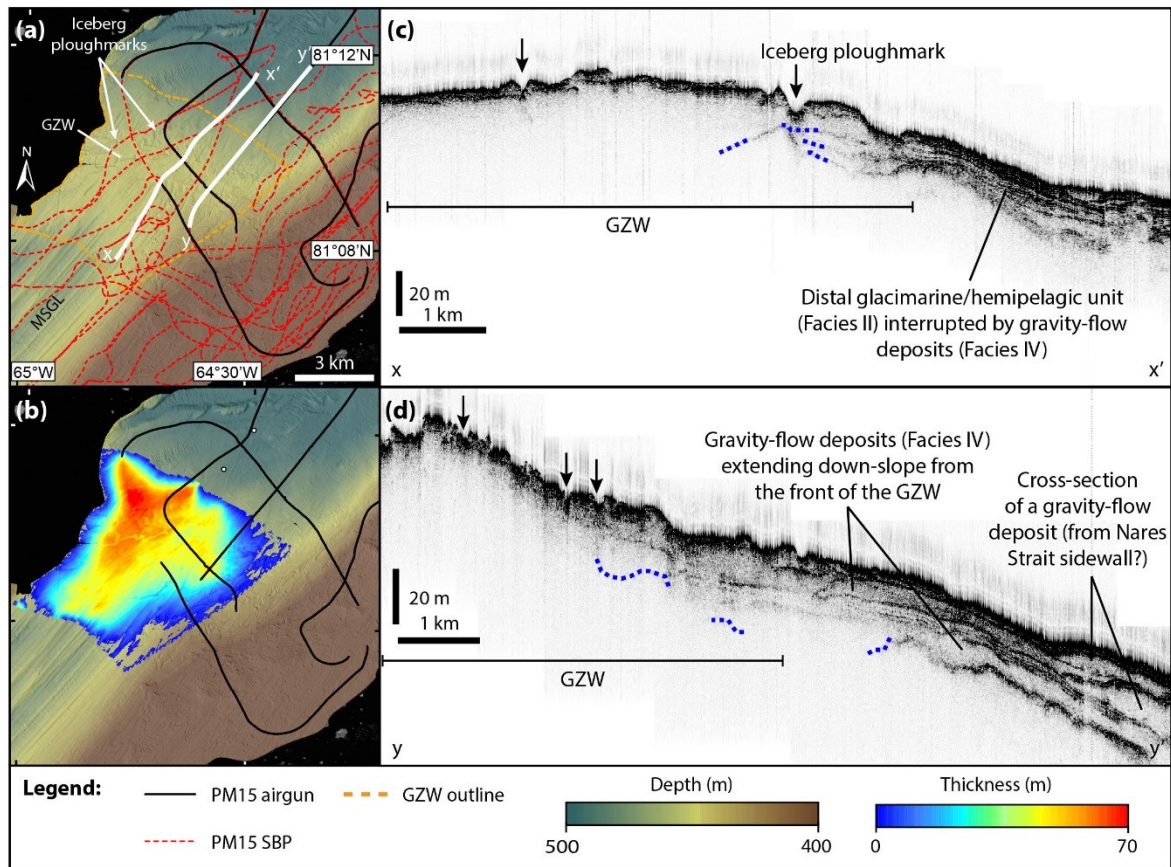 (a)
Iceberg
ploughmarks
GZW
N
x'
y'
81°12'N
x
y
81°08'N
MSGL
65°W
64°30'W
3 km
(b)
(c)
Iceberg ploughmark
GZW
20 m
1 km
Distal glacimarine/hemipelagic unit
(Facies II) interrupted by gravity-flow
deposits (Facies IV)
x
x'
(d)
Gravity-flow deposits (Facies IV)
extending down-slope from
the front of the GZW
Cross-section
of a gravity-flow
deposit (from Nares
Strait sidewall?)
20 m
1 km
GZW
y
y'
Legend:
PM15 airgun
GZW outline
PM15 SBP
Depth (m)
500
400
Thickness (m)
0
70